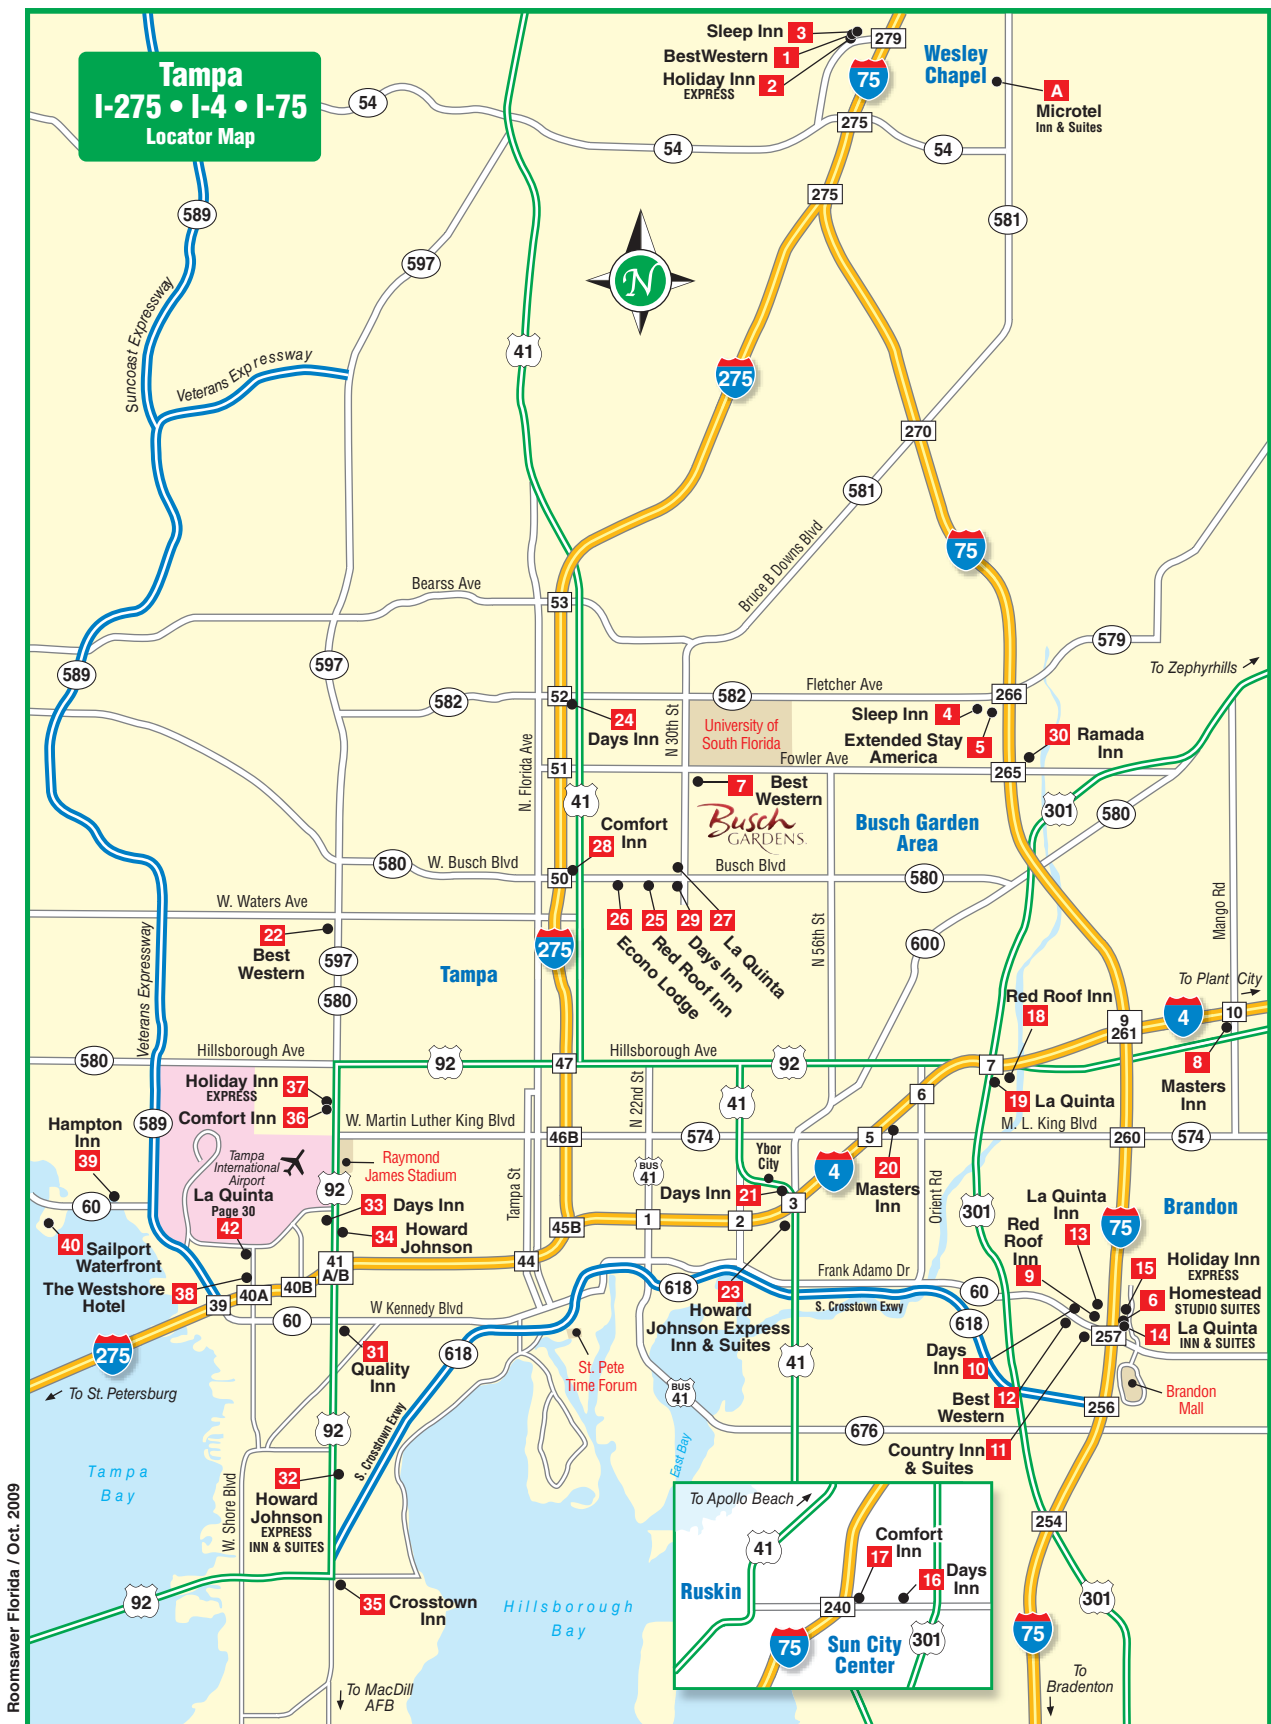 Tampa
I-275 • I-4 • I-75
Locator Map
Sleep Inn 3
BestWestern 1
Holiday Inn 2
EXPRESS
279
75
Wesley
Chapel
A
Microtel
Inn & Suites
54
275
54
54
275
589
581
597
N
Suncoast Expressway
Veterans Expressway
41
275
270
581
75
Bruce B Downs Blvd
Bearss Ave
53
579
597
589
To Zephyrhills
582
52
582
Fletcher Ave
266
24
Days Inn
N 30th St
University of
South Florida
Sleep Inn 4
Extended Stay
America
5
30 Ramada
Inn
N. Florida Ave
51
Fowler Ave
265
41
7 Best
Western
Busch
GARDENS.
301
580
Busch Garden
Area
Comfort
Inn
28
580
W. Busch Blvd
50
Busch Blvd
580
W. Waters Ave
22
Best
Western
597
580
Tampa
275
26
25
29
27
Econo Lodge
Red Roof Inn
Days Inn
La Quinta
N 56th St
600
Mango Rd
Veterans Expressway
To Plant City
Red Roof Inn
18
9
261
4
10
580
Hillsborough Ave
92
47
Hillsborough Ave
92
7
8
Masters
Inn
Holiday Inn 37
EXPRESS
Comfort Inn 36
N 22nd St
41
6
19 La Quinta
Hampton
Inn
39
589
W. Martin Luther King Blvd
46B
574
5
M. L. King Blvd
260
574
Tampa
International
Airport
Raymond
James Stadium
BUS
41
Ybor
City
4
20
Masters
Inn
Orient Rd
La Quinta
Page 30
42
92
Tampa St
Days Inn 21
3
60
33 Days Inn
34 Howard
Johnson
301
La Quinta
Inn
13
75
Brandon
40 Sailport
Waterfront
45B
1
2
Red
Roof
Inn
9
41
A/B
44
Frank Adamo Dr
15 Holiday Inn
EXPRESS
The Westshore
Hotel
38
39
40A
40B
618
23
Howard
Johnson Express
Inn & Suites
S. Crosstown Exwy
60
618
6 Homestead
STUDIO SUITES
60
W Kennedy Blvd
257
14 La Quinta
INN & SUITES
275
31
Quality
Inn
618
St. Pete
Time Forum
41
Days
Inn 10
To St. Petersburg
BUS
41
Best
Western
12
256
Brandon
Mall
92
S. Crosstown Exwy
676
Country Inn 11
& Suites
Tampa
Bay
W. Shore Blvd
32
Howard
Johnson
EXPRESS
INN & SUITES
East Bay
To Apollo Beach
41
Comfort
Inn
17
254
Ruskin
16 Days
Inn
240
Sun City
Center
75
301
92
35 Crosstown
Inn
Hillsborough
Bay
301
75
To MacDill
AFB
To
Bradenton
Roomsaver Florida / Oct. 2009